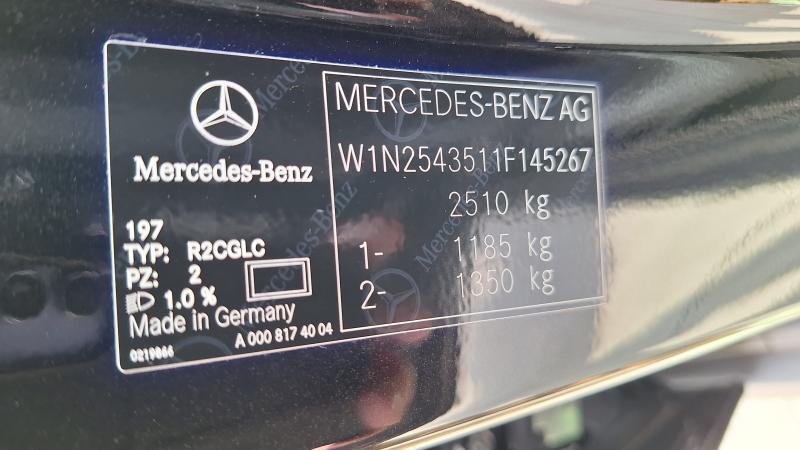 Mercedes-Benz
197
TYP: R2CGLC
PZ: 2
1.0 %
Made in Germany
0219866
A 000 817 40 04
MERCEDES-BENZ AG
W1N2543511F145267
2510 kg
1- 1185 kg
2- 1350 kg